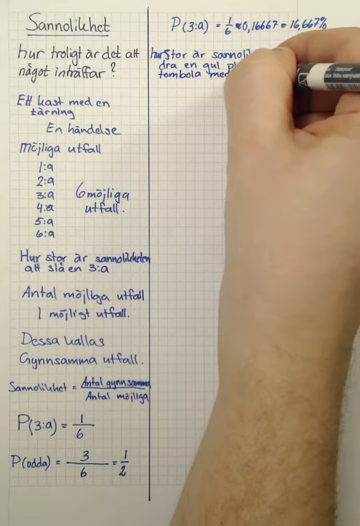 Sannolikhet
hur troligt är det att
något inträffar?
Ett kast med en
tärning
En händelse
möjliga utfall
1:a
2:a
3:a 6 möjliga
4:a utfall.
5:a
6:a
Hur stor är sannolikheten
att slå en 3:a
Antal möjliga utfall
1 möjligt utfall.
Dessa kallas
Gynnsamma utfall.
Sannolikhet = Antal gynnsamma
Antal möjliga
P(3:a) = 1/6
P(odda) = 3/6 = 1/2
P(3:a) = 1/6 ≈ 0,16667 = 16,667%
hur stor är
dra en gul
tombola med